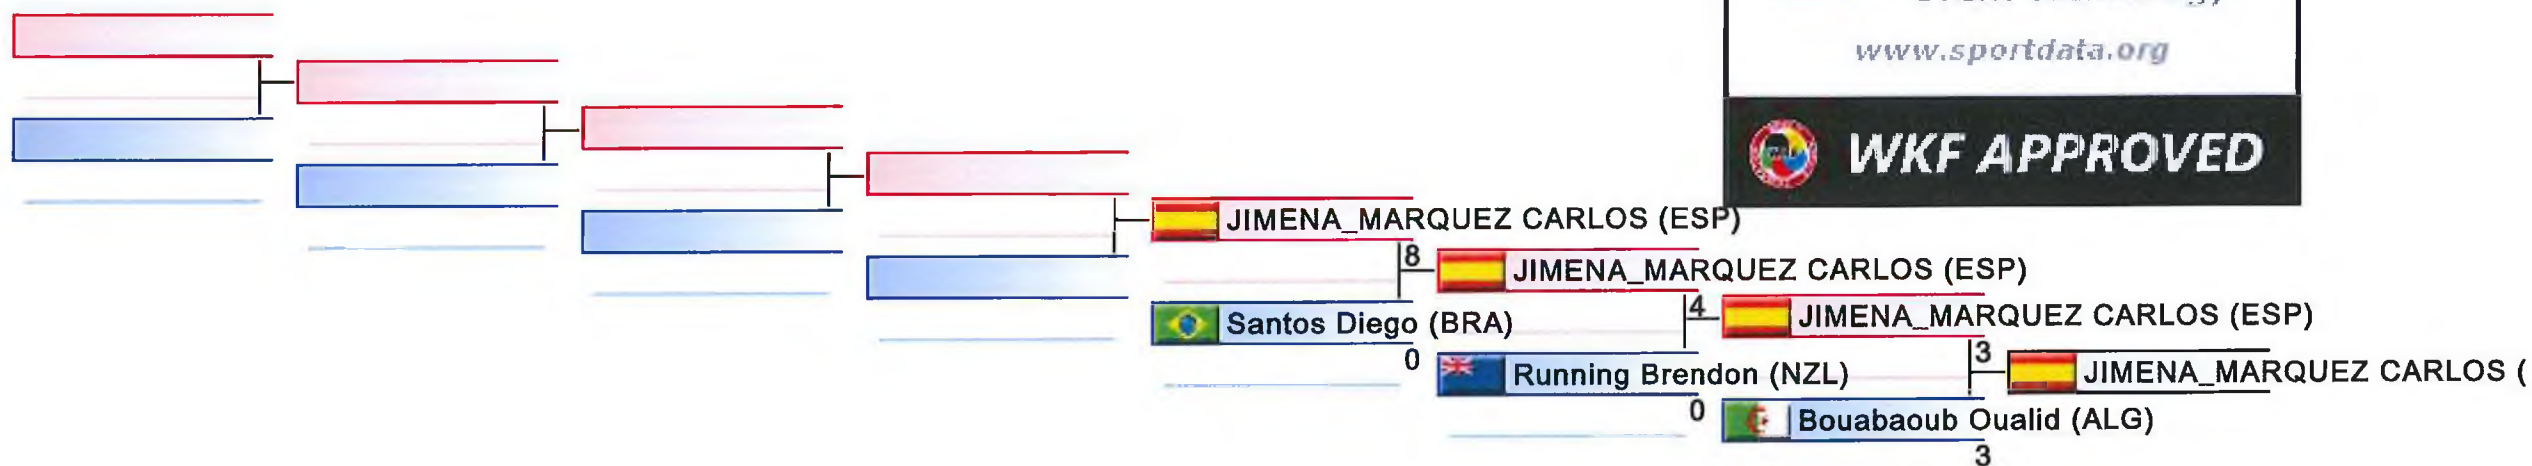 www.sportdata.org
WKF APPROVED
JIMENA_MARQUEZ CARLOS (ESP)
8
JIMENA_MARQUEZ CARLOS (ESP)
Santos Diego (BRA)
0
4
JIMENA_MARQUEZ CARLOS (ESP)
Running Brendon (NZL)
0
3
JIMENA_MARQUEZ CARLOS (
Bouabaoub Oualid (ALG)
3